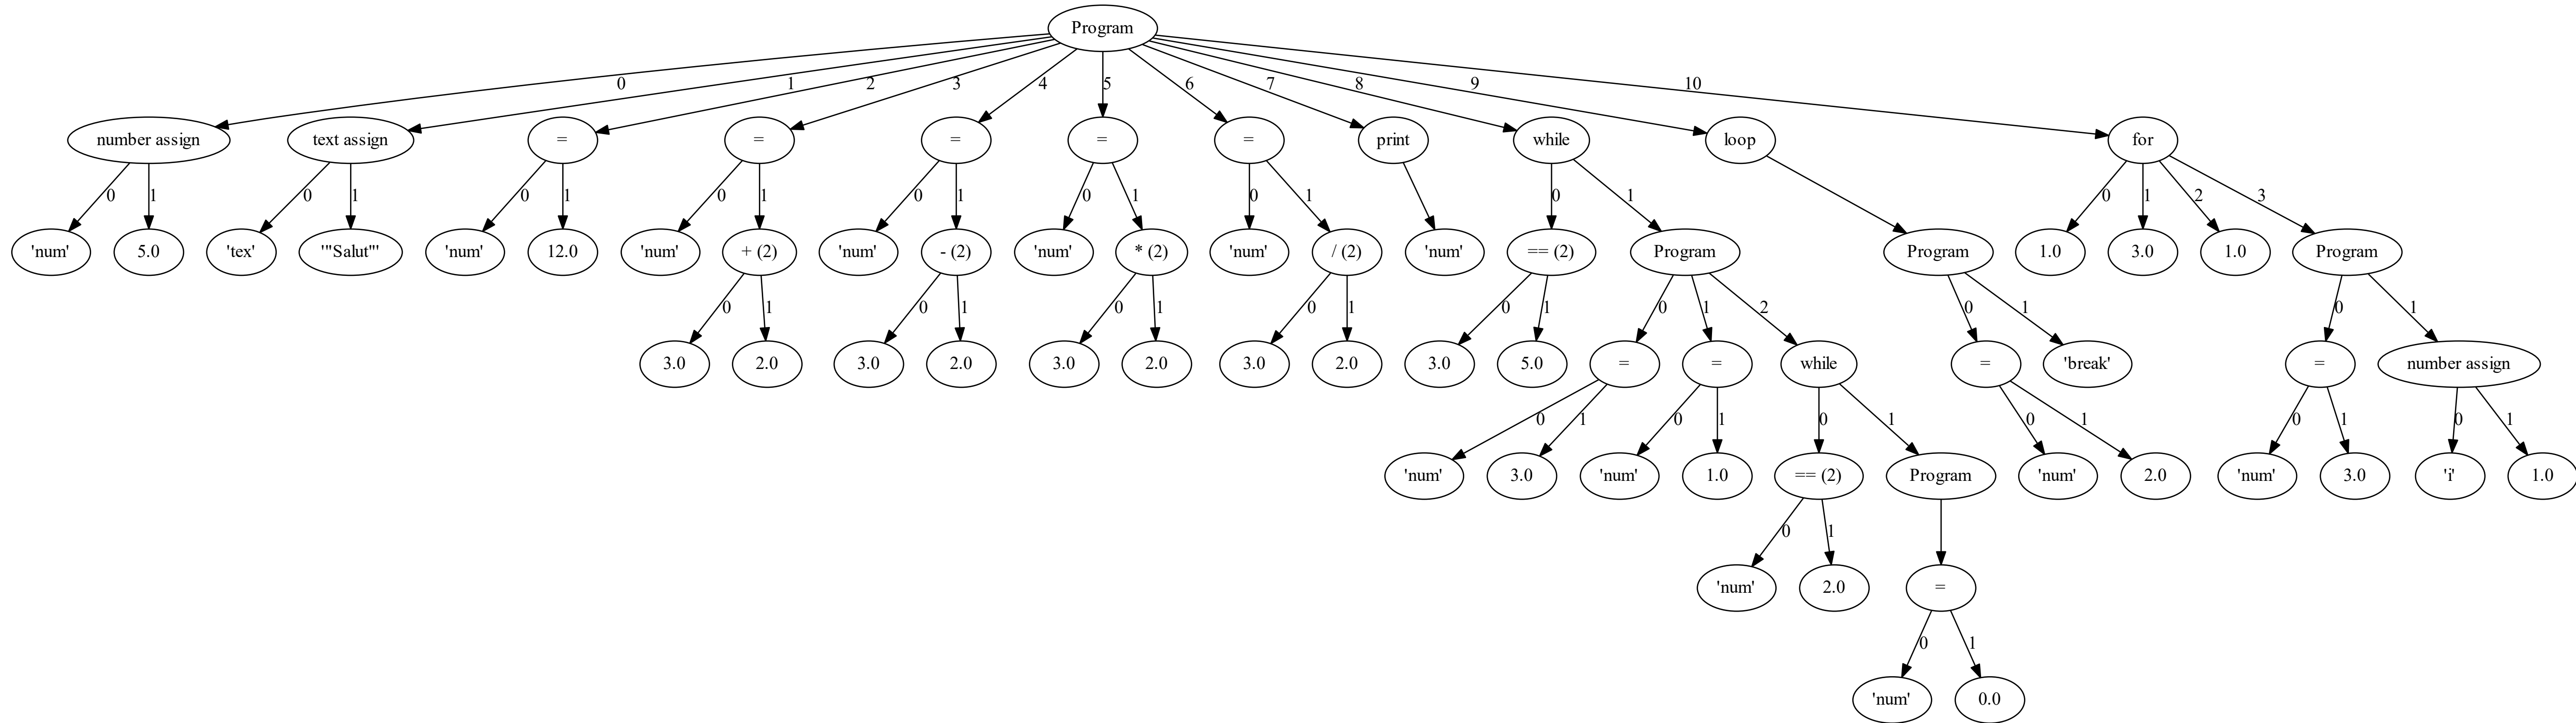 Program
0 1 2 3 4 5 6 7 8 9 10
number assign text assign = = = = = print while loop for
0 1 0 1 0 1 0 1 0 1 0 1 0 1 0 1 0 1 2 3
'num' 5.0 'tex' '"Salut"' 'num' 12.0 'num' + (2) 'num' - (2) 'num' * (2) 'num' / (2) 'num' == (2) Program Program 1.0 3.0 1.0 Program
0 1 0 1 0 1 0 1 0 1 0 1 2 0 1 0 1
3.0 2.0 3.0 2.0 3.0 2.0 3.0 2.0 3.0 5.0 = = while = 'break' = number assign
0 1 0 1 0 1 0 1 0 1 0 1
'num' 3.0 'num' 1.0 == (2) Program 'num' 2.0 'num' 3.0 'i' 1.0
0 1
'num' 2.0 =
0 1
'num' 0.0